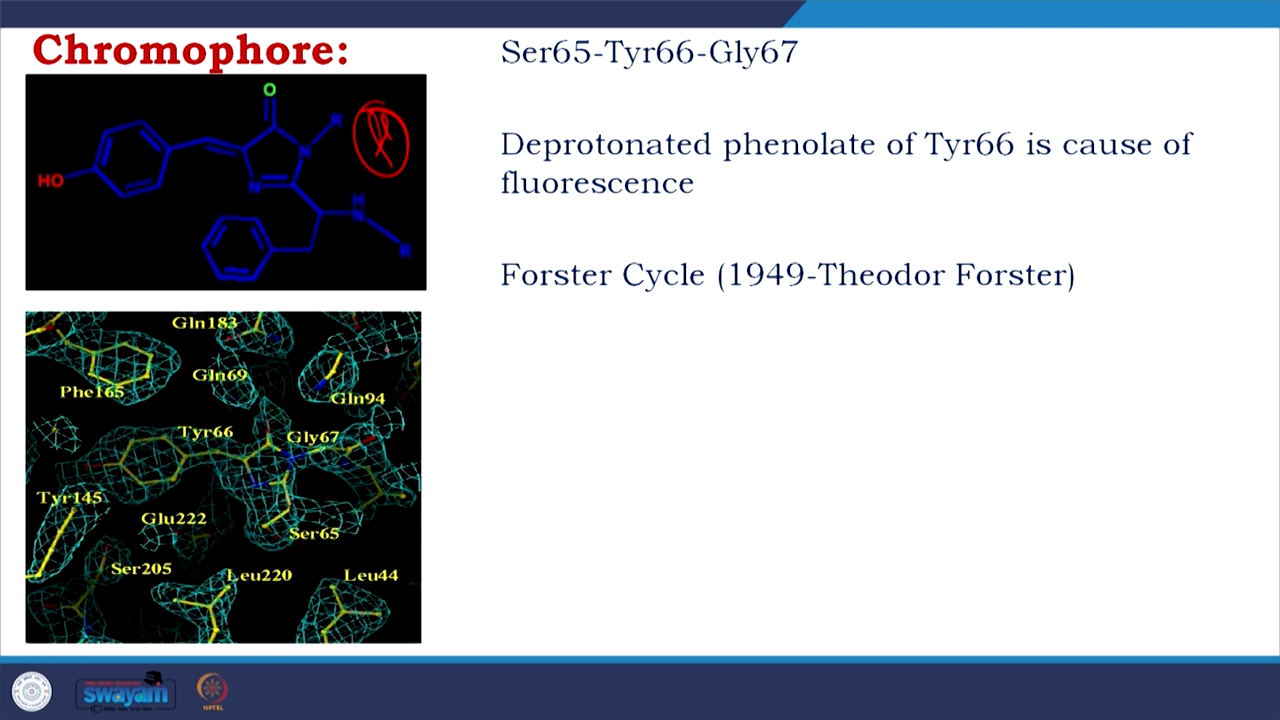 Chromophore:
Ser65-Tyr66-Gly67
Deprotonated phenolate of Tyr66 is cause of
fluorescence
Forster Cycle (1949-Theodor Forster)
O
R
N
HO
N
H
N
R
Gln183
Phe165
Gln69
Gln94
Tyr66
Gly67
Tyr145
Glu222
Ser65
Ser205
Leu220
Leu44
swayam
NPTEL